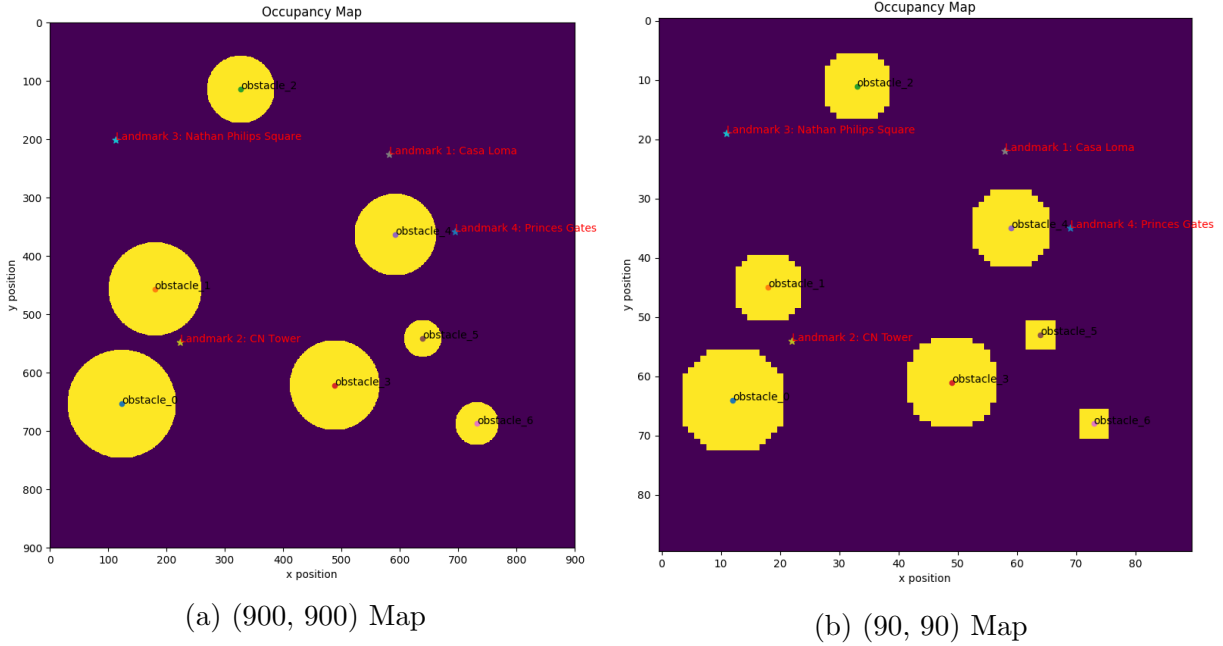 Occupancy Map
0
100
200
300
400
500
600
700
800
900
y position
obstacle_2
Landmark 3: Nathan Philips Square
Landmark 1: Casa Loma
obstacle_4
Landmark 4: Princes Gates
obstacle_1
obstacle_5
Landmark 2: CN Tower
obstacle_3
obstacle_0
obstacle_6
0 100 200 300 400 500 600 700 800 900
x position
(a) (900, 900) Map
Occupancy Map
0
10
20
30
40
50
60
70
80
y position
obstacle_2
Landmark 3: Nathan Philips Square
Landmark 1: Casa Loma
obstacle_4
Landmark 4: Princes Gates
obstacle_1
obstacle_5
Landmark 2: CN Tower
obstacle_3
obstacle_0
obstacle_6
0 10 20 30 40 50 60 70 80
x position
(b) (90, 90) Map